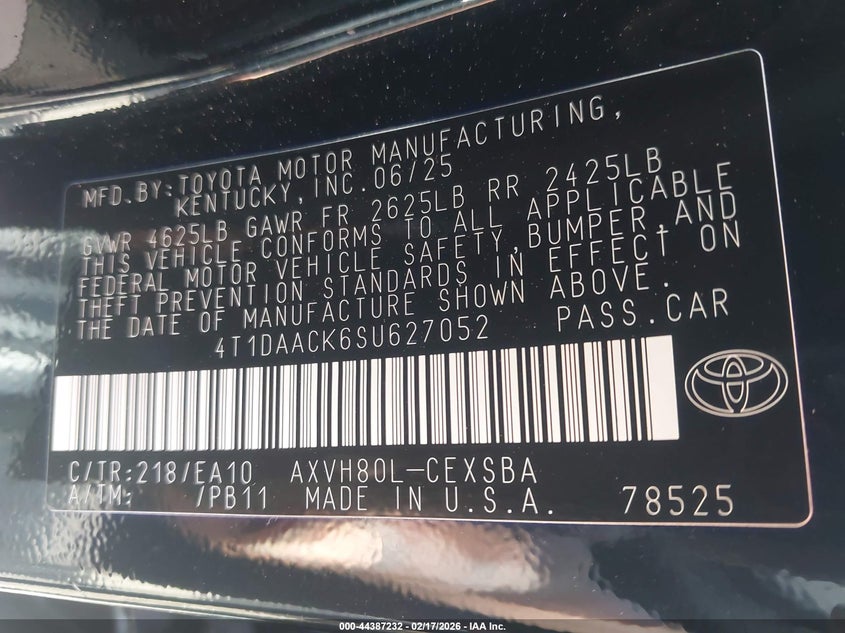 MFD.BY:TOYOTA MOTOR MANUFACTURING,
KENTUCKY,INC.06/25
GVWR 4625LB GAWR FR 2625LB RR 2425LB
THIS VEHICLE CONFORMS TO ALL APPLICABLE
FEDERAL MOTOR VEHICLE SAFETY,BUMPER,AND
THEFT PREVENTION STANDARDS IN EFFECT ON
THE DATE OF MANUFACTURE SHOWN ABOVE.
4T1DAACK6SU627052 PASS.CAR
C/TR:218/EA10 AXVH80L-CEXSBA
A/TM: /PB11 MADE IN U.S.A. 78525
000-44387232 - 02/17/2026 - IAA Inc.